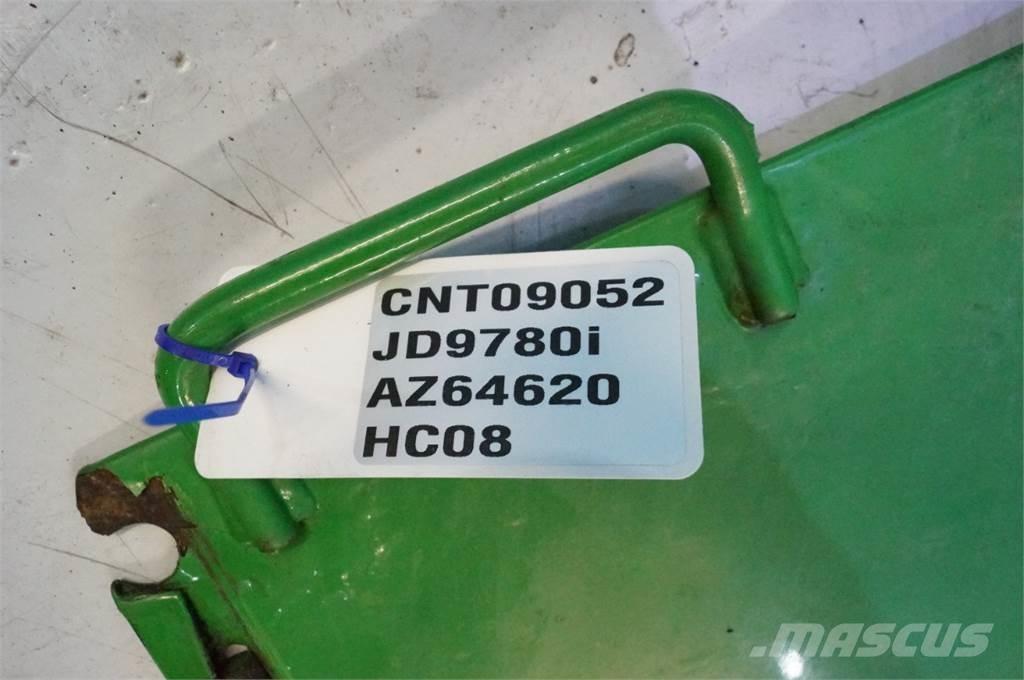 CNT09052
JD9780i
AZ64620
HC08
MASCUS